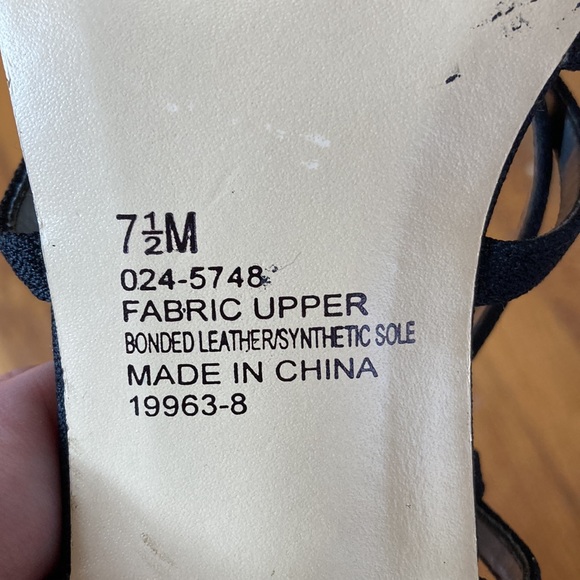 7½M
024-5748
FABRIC UPPER
BONDED LEATHER/SYNTHETIC SOLE
MADE IN CHINA
19963-8